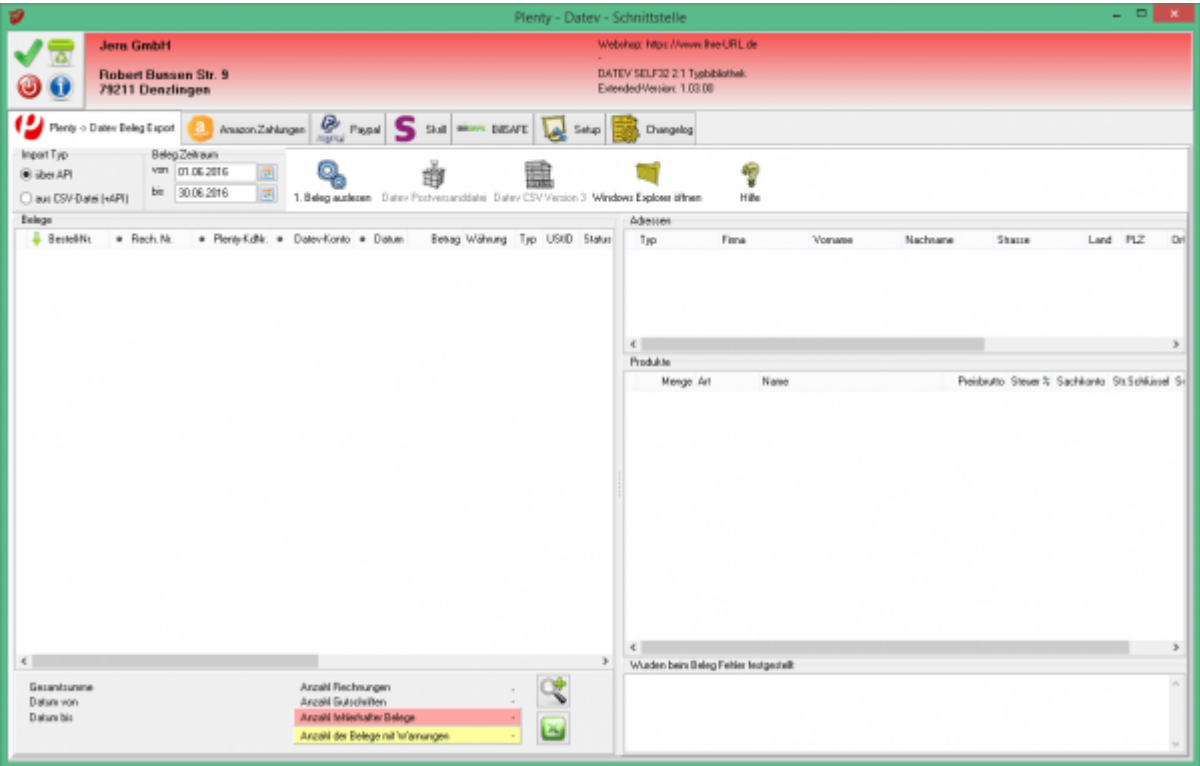 Plenty - Datev - Schnittstelle
Jera GmbH
Robert Bussen Str. 9
79211 Denzlingen
Webshop: https://www.Ihre-URL.de
-
DATEV SELF32 2.1 Typbibliothek
Extended-Version: 1.03.00
Plenty -> Datev Beleg Export
Amazon Zahlungen
Paypal
Skrill
BillSAFE
Setup
Changelog
Import Typ
über API
aus CSV-Datei (+API)
Beleg Zeitraum
von 01.06.2016
bis 30.06.2016
1. Beleg auslesen
Datev Postversanddatei
Datev CSV Version 3
Windows Explorer öffnen
Hilfe
Belege
BestellNr. Rech. Nr. Plenty-KdNr. Datev-Konto Datum Betrag Währung Typ UStID Status
Adressen
Typ Firma Vorname Nachname Strasse Land PLZ Ort
Produkte
Menge Art Name Preisbrutto Steuer % Sachkonto Str.Schlüssel
Wurden beim Beleg Fehler festgestellt
Gesamtsumme
Datum von
Datum bis
Anzahl Rechnungen -
Anzahl Gutschriften -
Anzahl fehlerhafter Belege -
Anzahl der Belege mit Warnungen -